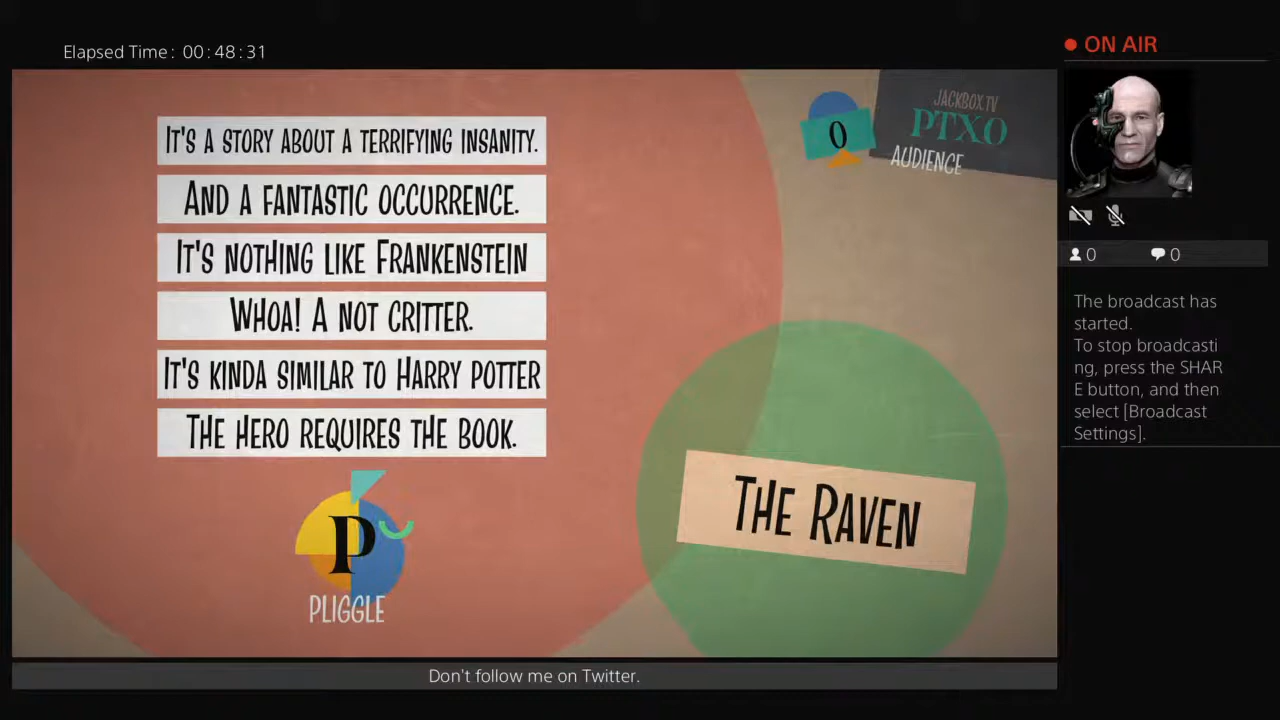 Elapsed Time: 00:48:31
ON AIR
It's a story about a terrifying insanity.
And a fantastic occurrence.
It's nothing like Frankenstein
Whoa! A not critter.
It's kinda similar to Harry Potter
The hero requires the book.
P
PLIGGLE
0
JACKBOX.TV
PTXO
AUDIENCE
The Raven
0
0
The broadcast has
started.
To stop broadcasti
ng, press the SHAR
E button, and then
select [Broadcast
Settings].
Don't follow me on Twitter.